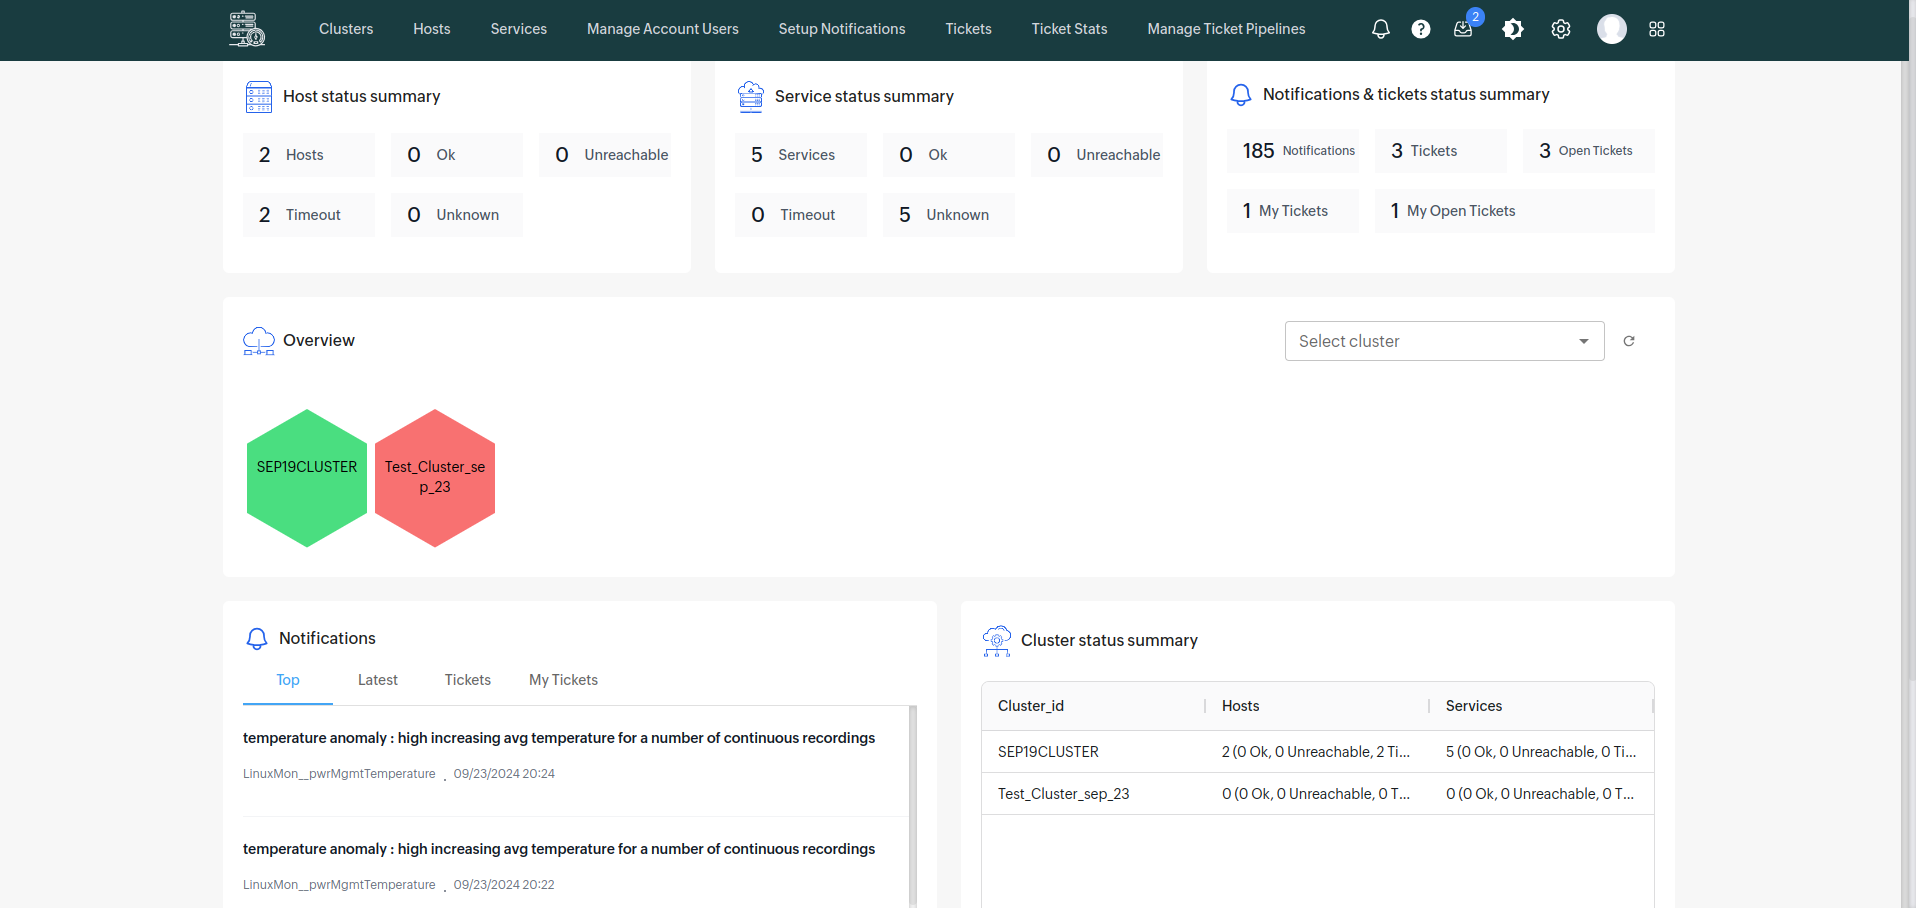 Clusters Hosts Services Manage Account Users Setup Notifications Tickets Ticket Stats Manage Ticket Pipelines 2
Host status summary
2 Hosts 0 Ok 0 Unreachable
2 Timeout 0 Unknown
Service status summary
5 Services 0 Ok 0 Unreachable
0 Timeout 5 Unknown
Notifications & tickets status summary
185 Notifications 3 Tickets 3 Open Tickets
1 My Tickets 1 My Open Tickets
Overview
Select cluster
SEP19CLUSTER
Test_Cluster_se
p_23
Notifications
Top Latest Tickets My Tickets
temperature anomaly : high increasing avg temperature for a number of continuous recordings
LinuxMon__pwrMgmtTemperature . 09/23/2024 20:24
temperature anomaly : high increasing avg temperature for a number of continuous recordings
LinuxMon__pwrMgmtTemperature . 09/23/2024 20:22
Cluster status summary
Cluster_id Hosts Services
SEP19CLUSTER 2 (0 Ok, 0 Unreachable, 2 Ti... 5 (0 Ok, 0 Unreachable, 0 Ti...
Test_Cluster_sep_23 0 (0 Ok, 0 Unreachable, 0 T... 0 (0 Ok, 0 Unreachable, 0 T...